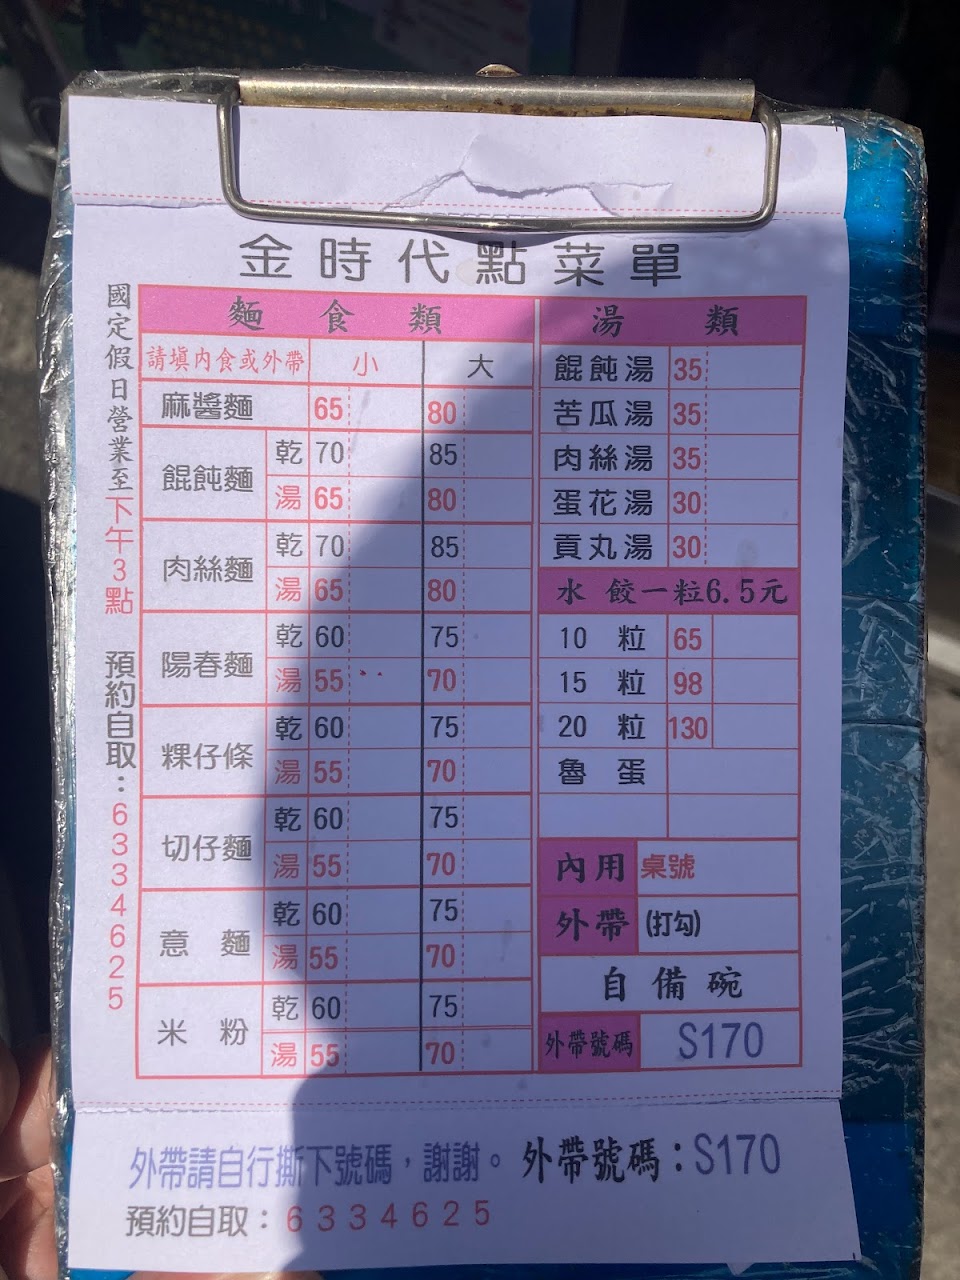 金時代點菜單
國定假日營業至下午3點 預約自取：6334625
麵食類
請填內食或外帶 小 大
麻醬麵 65 80
餛飩麵 乾 70 85
湯 65 80
肉絲麵 乾 70 85
湯 65 80
陽春麵 乾 60 75
湯 55 70
粿仔條 乾 60 75
湯 55 70
切仔麵 乾 60 75
湯 55 70
意麵 乾 60 75
湯 55 70
米粉 乾 60 75
湯 55 70
湯類
餛飩湯 35
苦瓜湯 35
肉絲湯 35
蛋花湯 30
貢丸湯 30
水餃一粒6.5元
10 粒 65
15 粒 98
20 粒 130
魯蛋
內用 桌號
外帶 (打勾)
自備碗
外帶號碼 S170
外帶請自行撕下號碼，謝謝。 外帶號碼：S170
預約自取：6334625